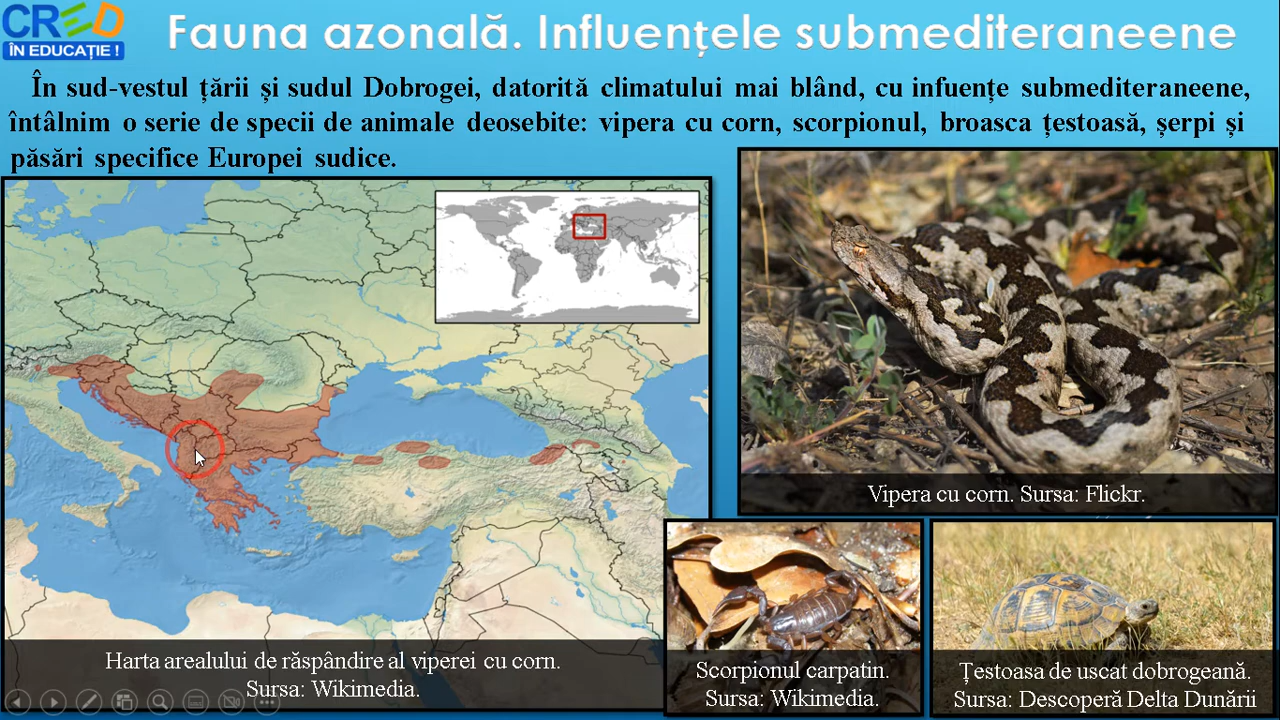 CRED
ÎN EDUCAȚIE !
Fauna azonală. Influențele submediteraneene
În sud-vestul țării și sudul Dobrogei, datorită climatului mai blând, cu infuențe submediteraneene,
întâlnim o serie de specii de animale deosebite: vipera cu corn, scorpionul, broasca țestoasă, șerpi și
păsări specifice Europei sudice.
Vipera cu corn. Sursa: Flickr.
Harta arealului de răspândire al viperei cu corn.
Sursa: Wikimedia.
Scorpionul carpatin.
Sursa: Wikimedia.
Țestoasa de uscat dobrogeană.
Sursa: Descoperă Delta Dunării